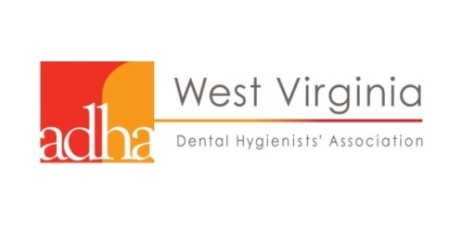 adha
West Virginia
Dental Hygienists' Association